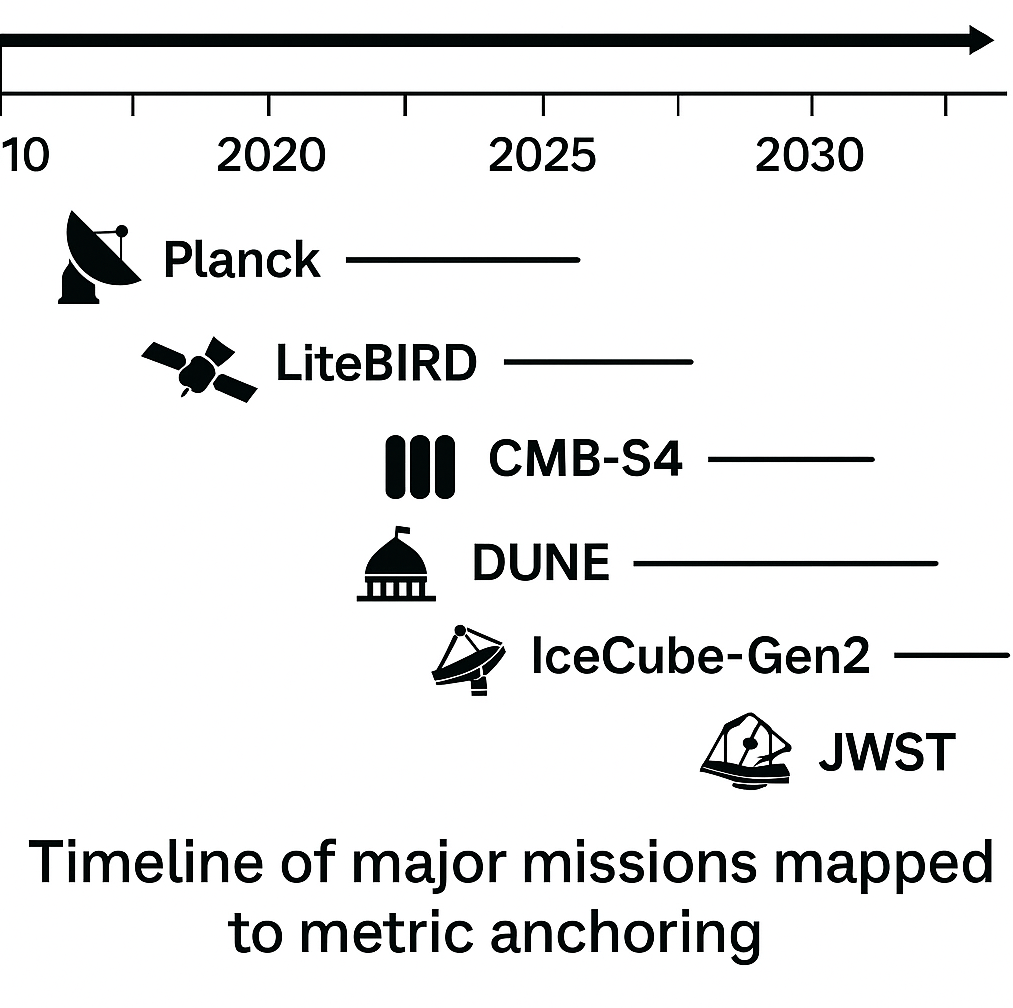 10 2020 2025 2030
Planck
LiteBIRD
CMB-S4
DUNE
IceCube-Gen2
JWST
Timeline of major missions mapped
to metric anchoring